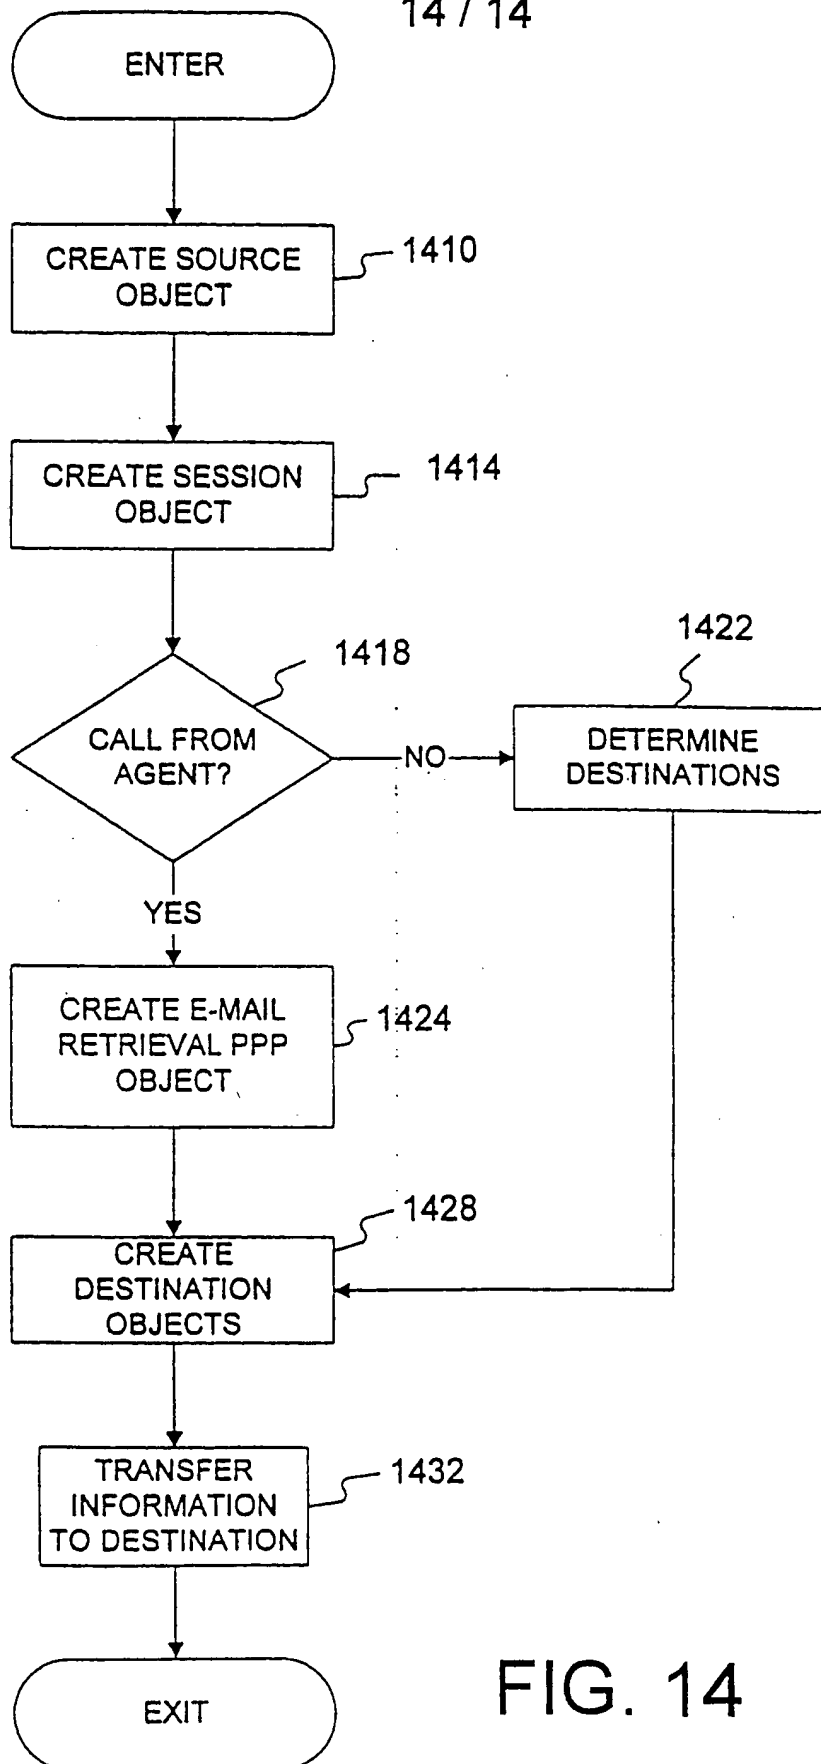 14 / 14
ENTER
CREATE SOURCE
OBJECT
1410
CREATE SESSION
OBJECT
1414
1418
CALL FROM
AGENT?
NO
1422
DETERMINE
DESTINATIONS
YES
CREATE E-MAIL
RETRIEVAL PPP
OBJECT
1424
1428
CREATE
DESTINATION
OBJECTS
TRANSFER
INFORMATION
TO DESTINATION
1432
EXIT
FIG. 14